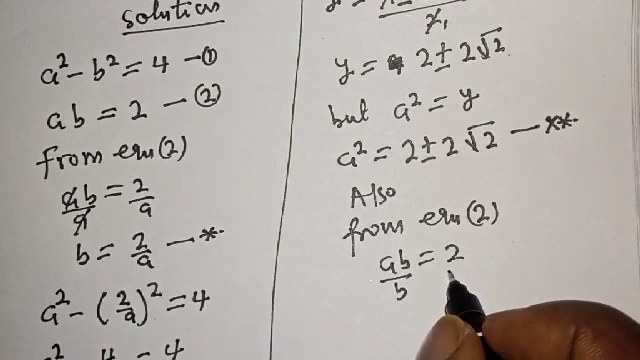 Solution
a² - b² = 4 — ①
ab = 2 — ②
from eqn(2)
ab/a = 2/a
b = 2/a — *
a² - (2/a)² = 4
y = 2 ± 2√2
but a² = y
a² = 2 ± 2√2 — **
Also
from eqn(2)
ab/b = 2